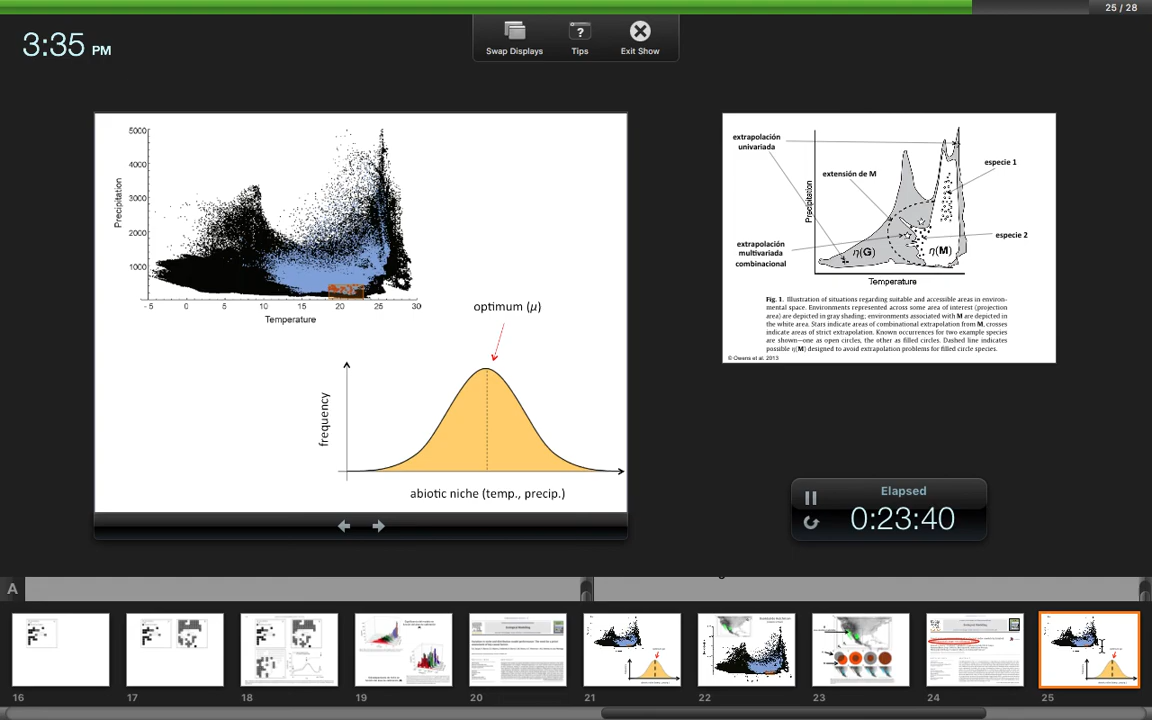 25 / 28
3:35 PM
Swap Displays
Tips
Exit Show
5000
4000
3000
2000
1000
Precipitation
- 5
0
5
10
15
20
25
30
Temperature
optimum (μ)
frequency
abiotic niche (temp., precip.)
extrapolación
univariada
extensión de M
especie 1
Precipitation
especie 2
extrapolación
multivariada
combinacional
η(G)
η(M)
Temperature
Fig. 1. Illustration of situations regarding suitable and accessible areas in environ-
mental space. Environments represented across some area of interest (projection
area) are depicted in gray shading; environments associated with M are depicted in
the white area. Stars indicate areas of combinational extrapolation from M, crosses
indicate areas of strict extrapolation. Known occurrences for two example species
are shown—one as open circles, the other as filled circles. Dashed line indicates
possible η(M) designed to avoid extrapolation problems for filled circle species.
© Owens et al. 2013
Elapsed
0:23:40
A
16
17
18
19
20
21
22
23
24
25